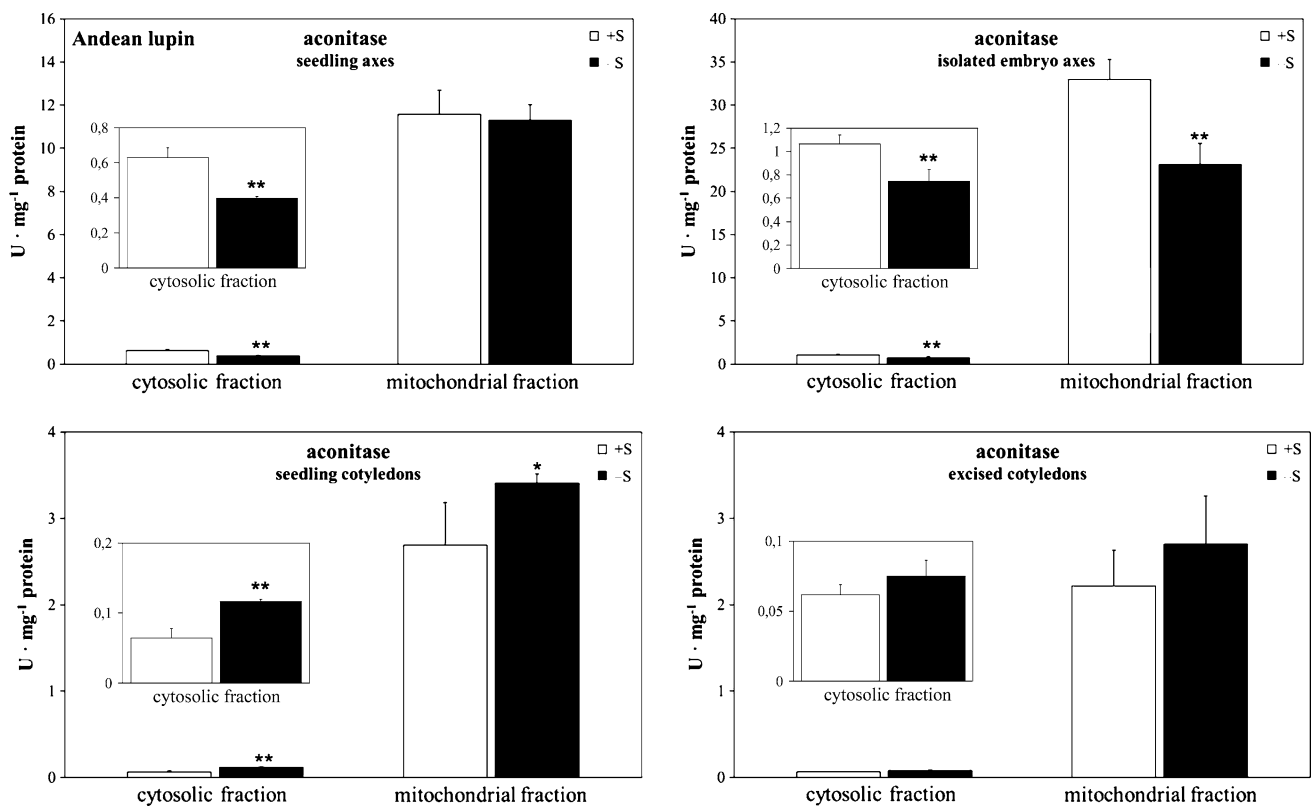 Andean lupin
aconitase
seedling axes
+S
- S
U · mg⁻¹ protein
16
14
12
10
8
6
4
2
0
0,8
0,6
0,4
0,2
0
**
cytosolic fraction
**
cytosolic fraction
mitochondrial fraction
aconitase
isolated embryo axes
+S
- S
U · mg⁻¹ protein
40
35
30
25
20
15
10
5
0
1,2
1
0,8
0,6
0,4
0,2
0
**
cytosolic fraction
**
**
cytosolic fraction
mitochondrial fraction
aconitase
seedling cotyledons
+S
–S
U · mg⁻¹ protein
4
3
2
1
0
0,2
0,1
0
**
cytosolic fraction
**
*
cytosolic fraction
mitochondrial fraction
aconitase
excised cotyledons
+S
- S
U · mg⁻¹ protein
4
3
2
1
0
0,1
0,05
0
cytosolic fraction
cytosolic fraction
mitochondrial fraction